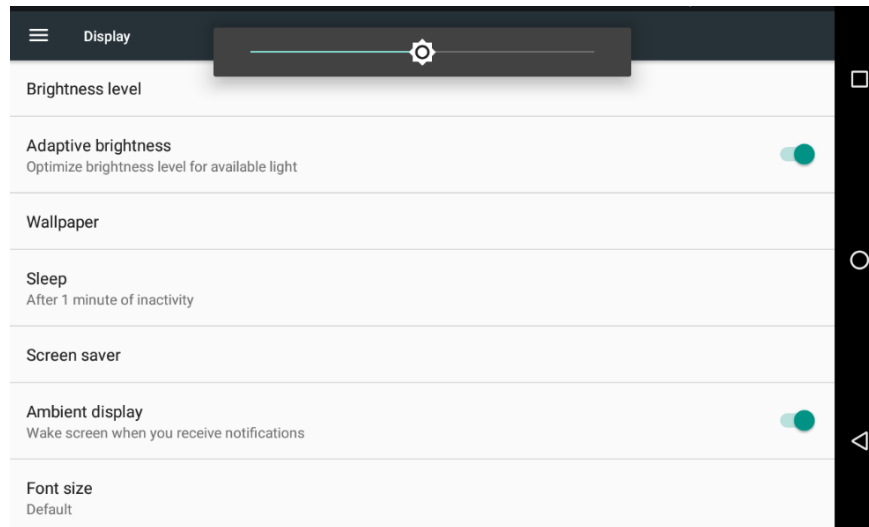 Display
Brightness level
Adaptive brightness
Optimize brightness level for available light
Wallpaper
Sleep
After 1 minute of inactivity
Screen saver
Ambient display
Wake screen when you receive notifications
Font size
Default